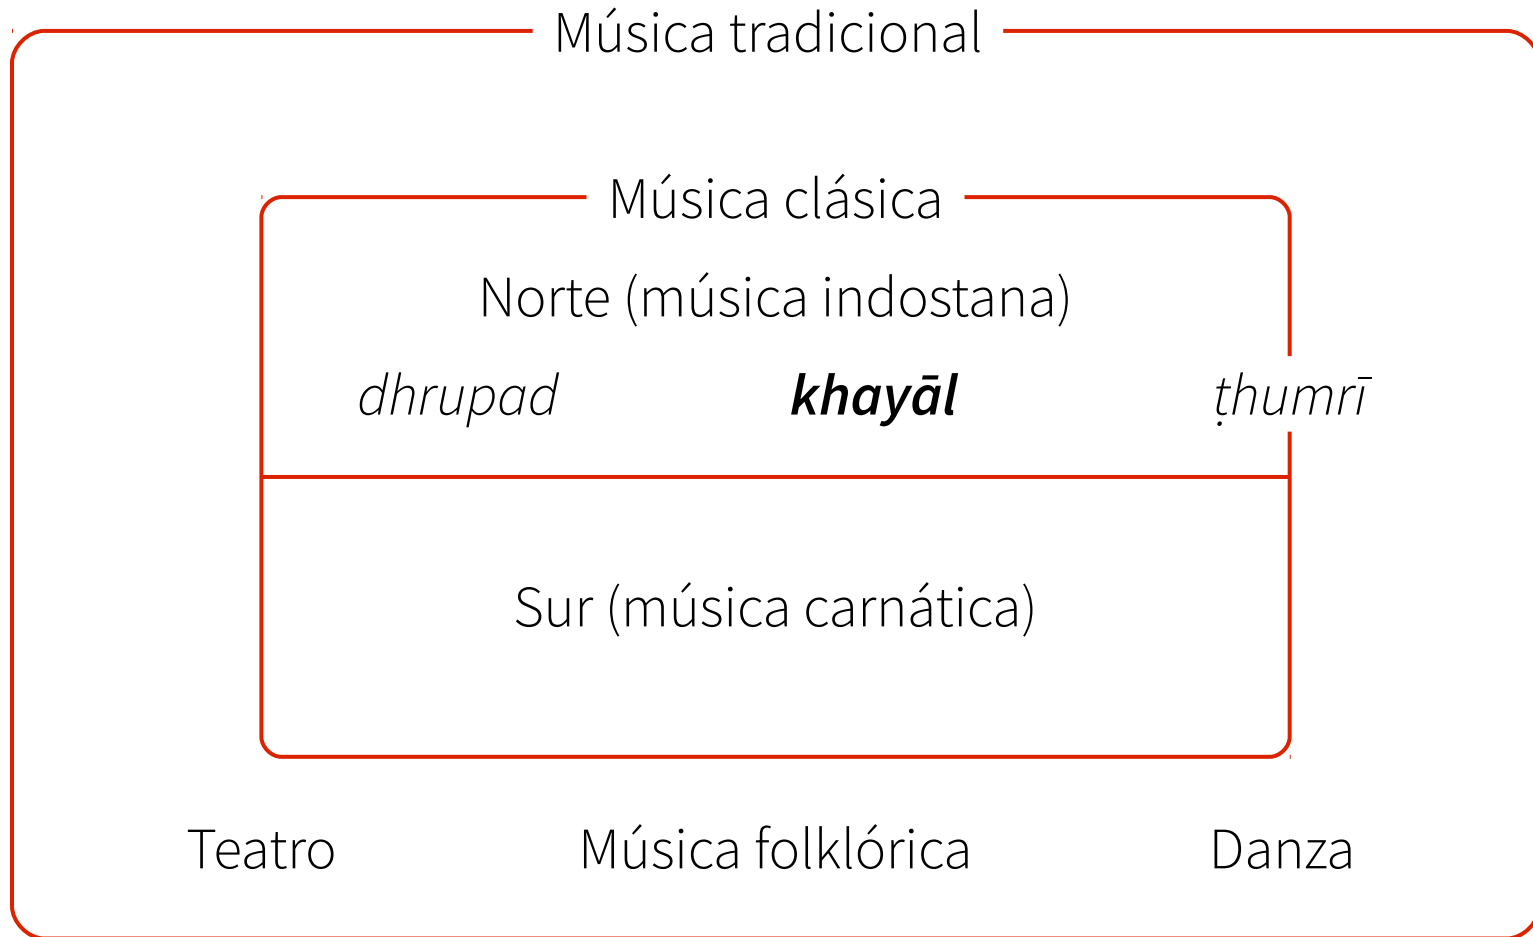 Música tradicional
Música clásica
Norte (música indostana)
dhrupad khayāl ṭhumrī
Sur (música carnática)
Teatro Música folklórica Danza